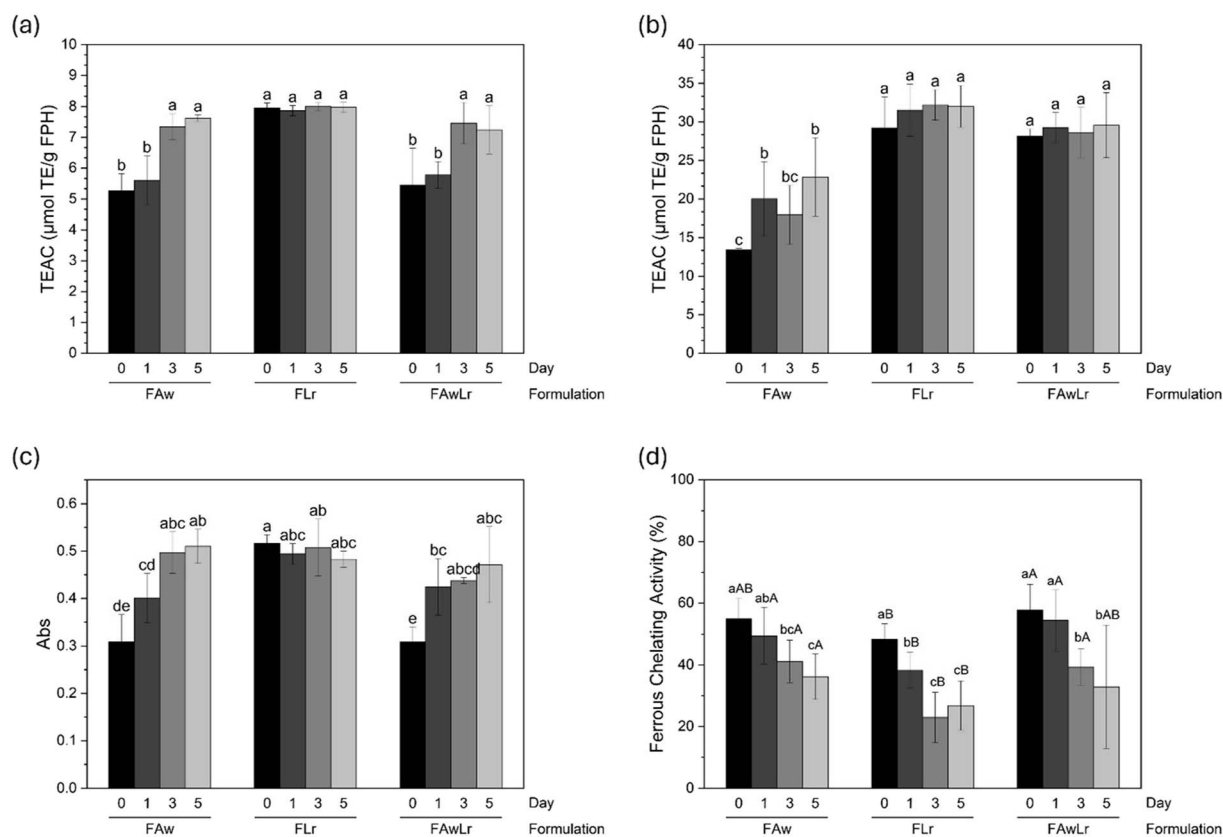 (a)
TEAC (µmol TE/g FPH)
10
9
8
7
6
5
4
3
2
1
0
b b a a a a a a b b a a
0 1 3 5 0 1 3 5 0 1 3 5 Day
FAw FLr FAwLr Formulation
(b)
TEAC (µmol TE/g FPH)
40
35
30
25
20
15
10
5
0
c b bc b a a a a a a a a
0 1 3 5 0 1 3 5 0 1 3 5 Day
FAw FLr FAwLr Formulation
(c)
Abs
0.6
0.5
0.4
0.3
0.2
0.1
0.0
de cd abc ab a abc ab abc e bc abcd abc
0 1 3 5 0 1 3 5 0 1 3 5 Day
FAw FLr FAwLr Formulation
(d)
Ferrous Chelating Activity (%)
100
80
60
40
20
0
aAB abA bcA cA aB bB cB cB aA aA bA bAB
0 1 3 5 0 1 3 5 0 1 3 5 Day
FAw FLr FAwLr Formulation